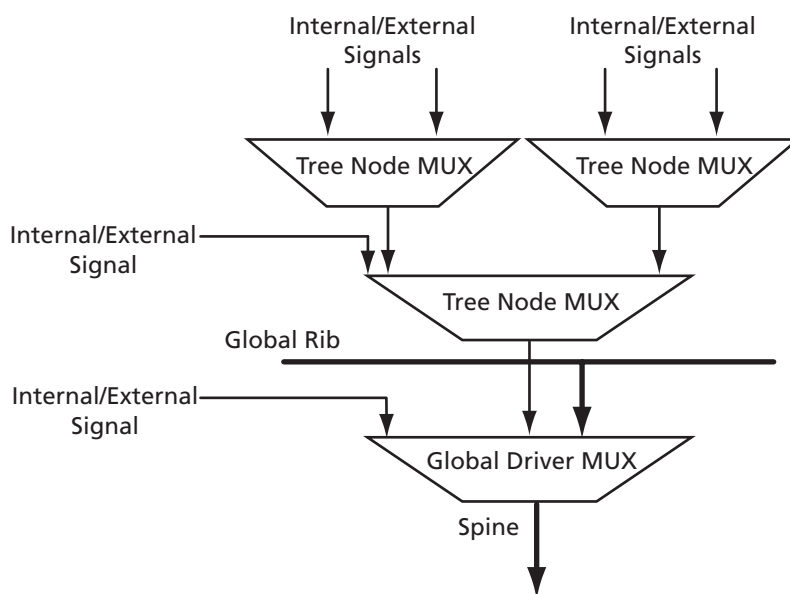 Internal/External
Signals
Internal/External
Signals
Tree Node MUX
Tree Node MUX
Internal/External
Signal
Tree Node MUX
Global Rib
Internal/External
Signal
Global Driver MUX
Spine